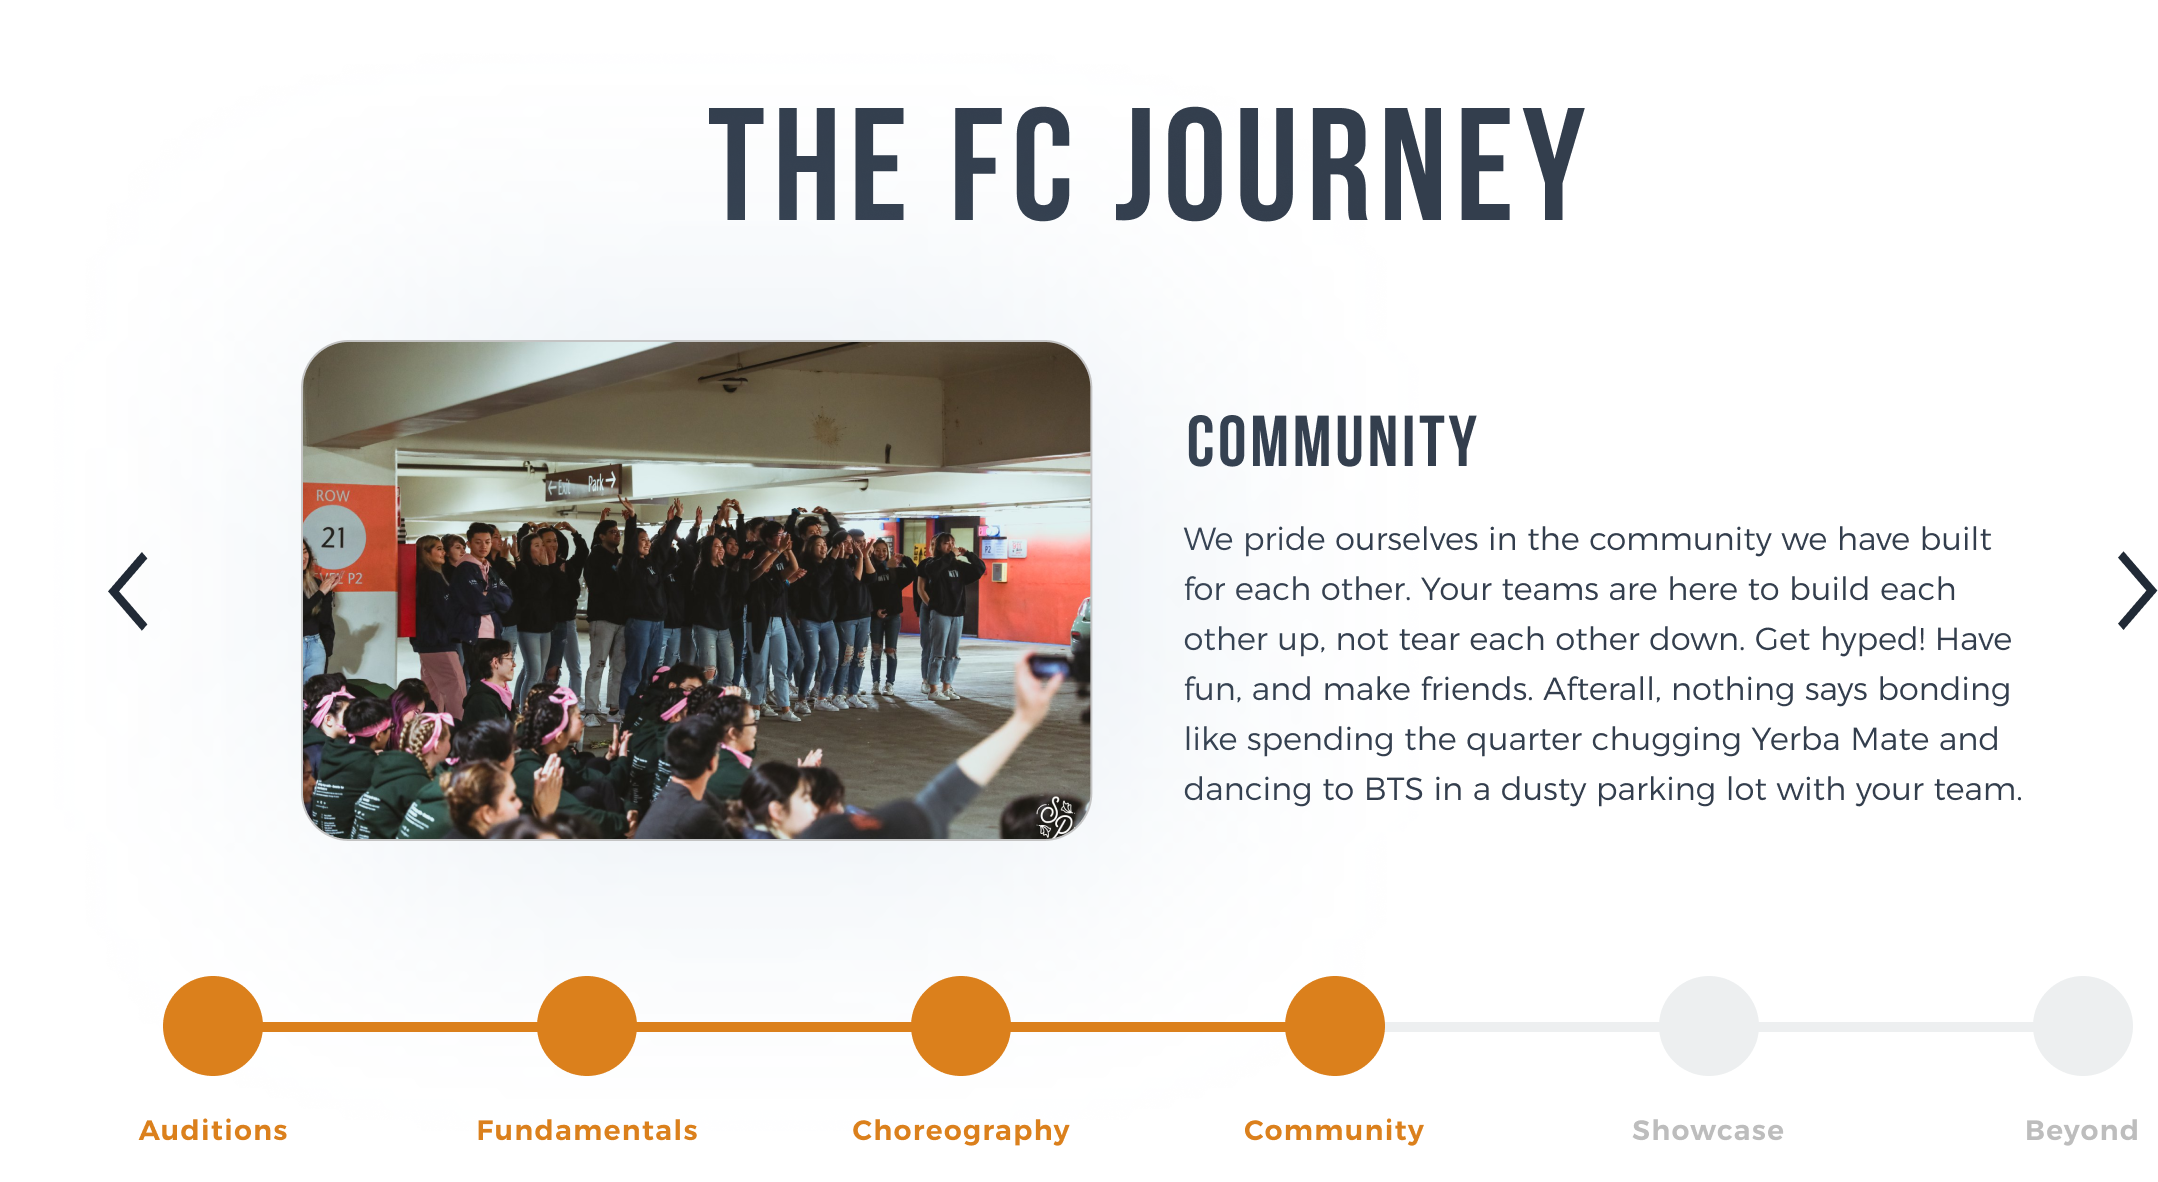 THE FC JOURNEY
ROW
21
P2
← Exit Park →
P2
COMMUNITY
We pride ourselves in the community we have built
for each other. Your teams are here to build each
other up, not tear each other down. Get hyped! Have
fun, and make friends. Afterall, nothing says bonding
like spending the quarter chugging Yerba Mate and
dancing to BTS in a dusty parking lot with your team.
SP
Auditions
Fundamentals
Choreography
Community
Showcase
Beyond